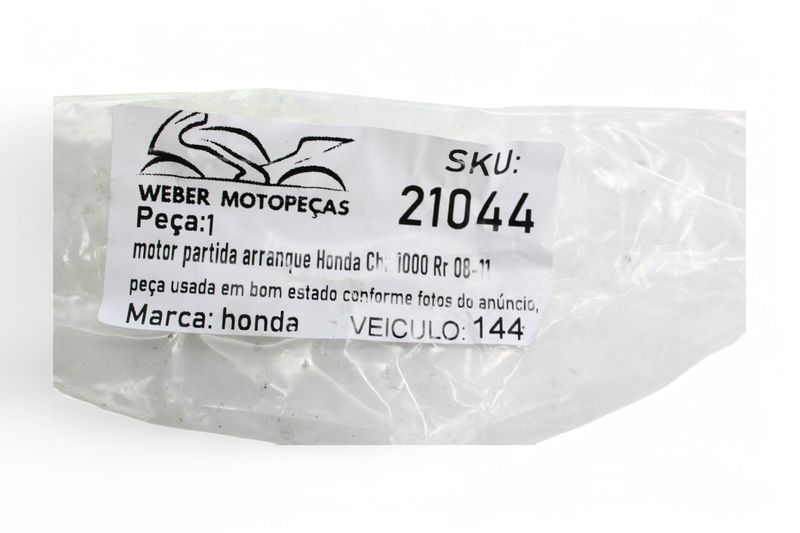 WEBER MOTOPEÇAS
SKU:
21044
Peça:1
motor partida arranque Honda 1000 Rr 08-11
peça usada em bom estado conforme fotos do anúncio,
Marca: honda VEICULO: 144